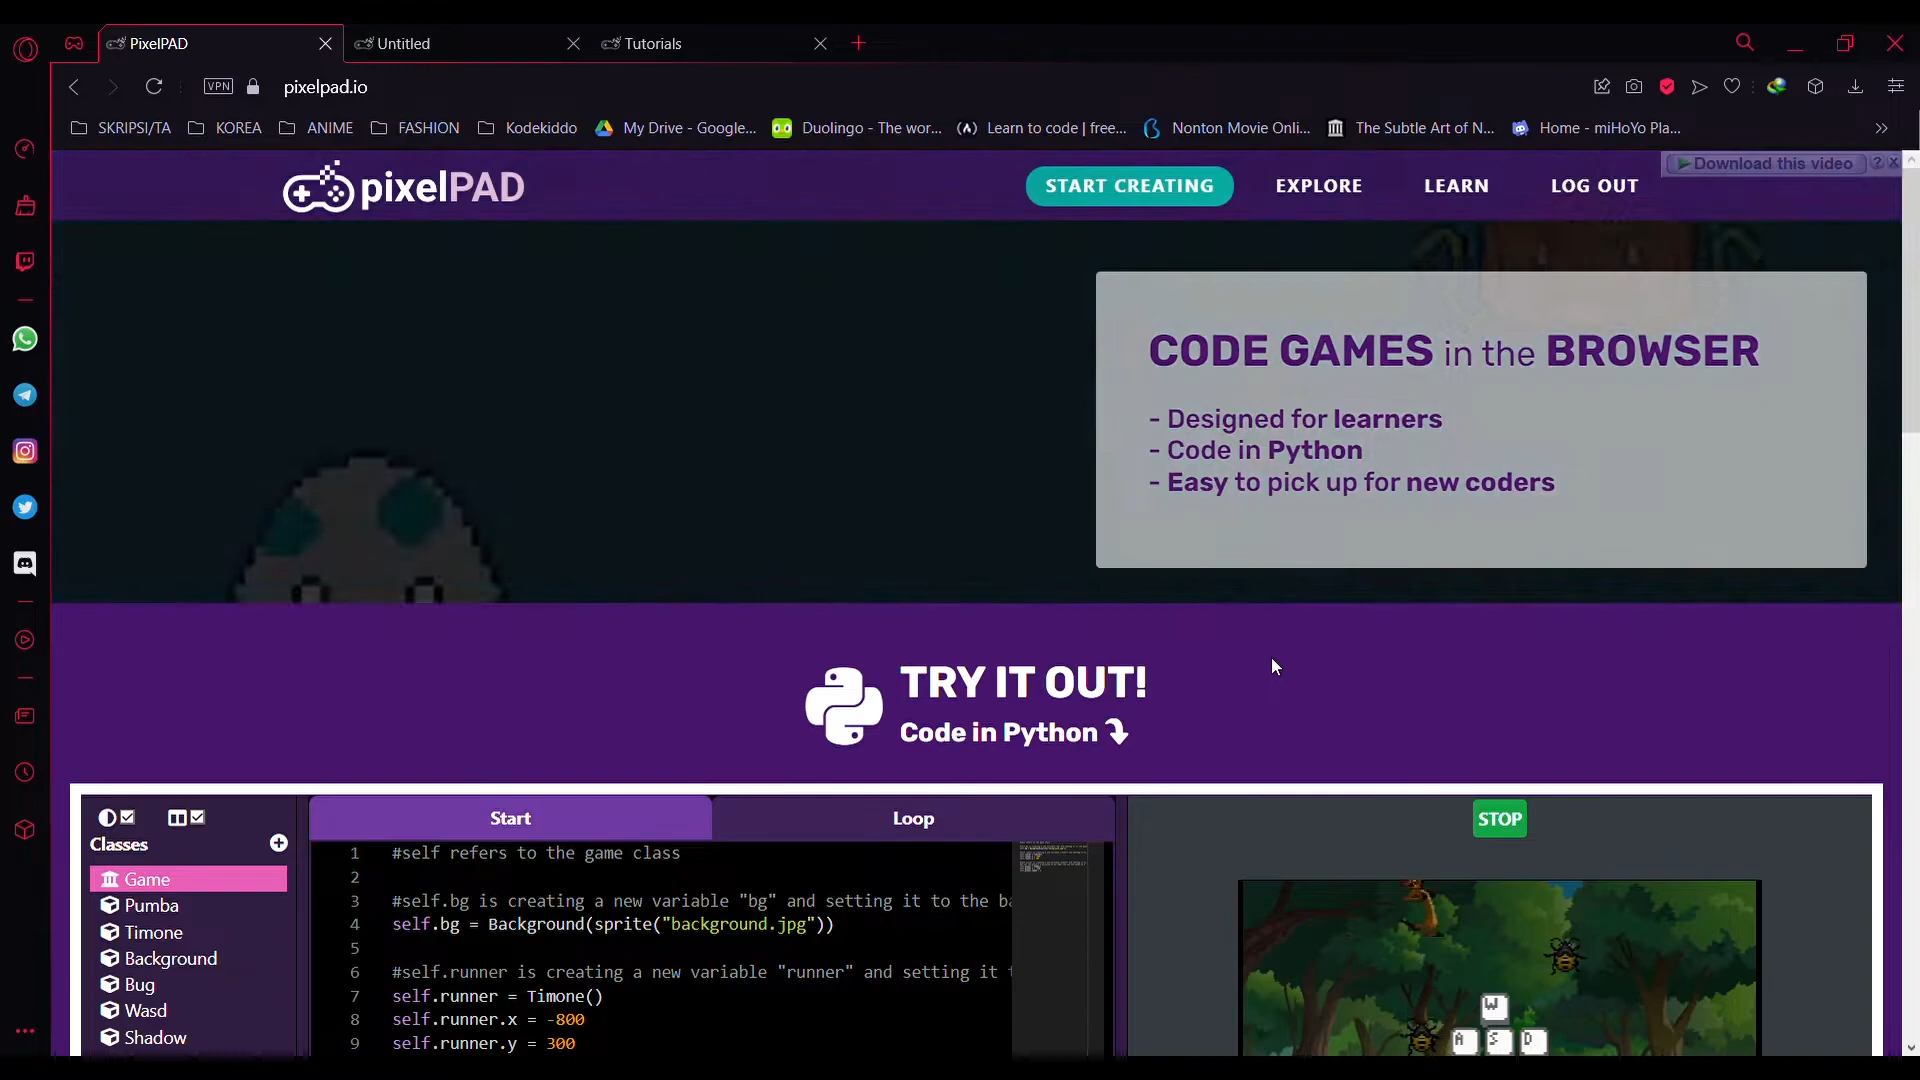 PixelPAD
Untitled
Tutorials
VPN
pixelpad.io
SKRIPSI/TA
KOREA
ANIME
FASHION
Kodekiddo
My Drive - Google...
Duolingo - The wor...
Learn to code | free...
Nonton Movie Onli...
The Subtle Art of N...
Home - miHoYo Pla...
pixelPAD
START CREATING
EXPLORE
LEARN
LOG OUT
Download this video
CODE GAMES in the BROWSER
- Designed for learners
- Code in Python
- Easy to pick up for new coders
TRY IT OUT!
Code in Python
Classes
Game
Pumba
Timone
Background
Bug
Wasd
Shadow
Start
Loop
1 #self refers to the game class
2
3 #self.bg is creating a new variable "bg" and setting it to the ba
4 self.bg = Background(sprite("background.jpg"))
5
6 #self.runner is creating a new variable "runner" and setting it t
7 self.runner = Timone()
8 self.runner.x = -800
9 self.runner.y = 300
STOP
W
A S D